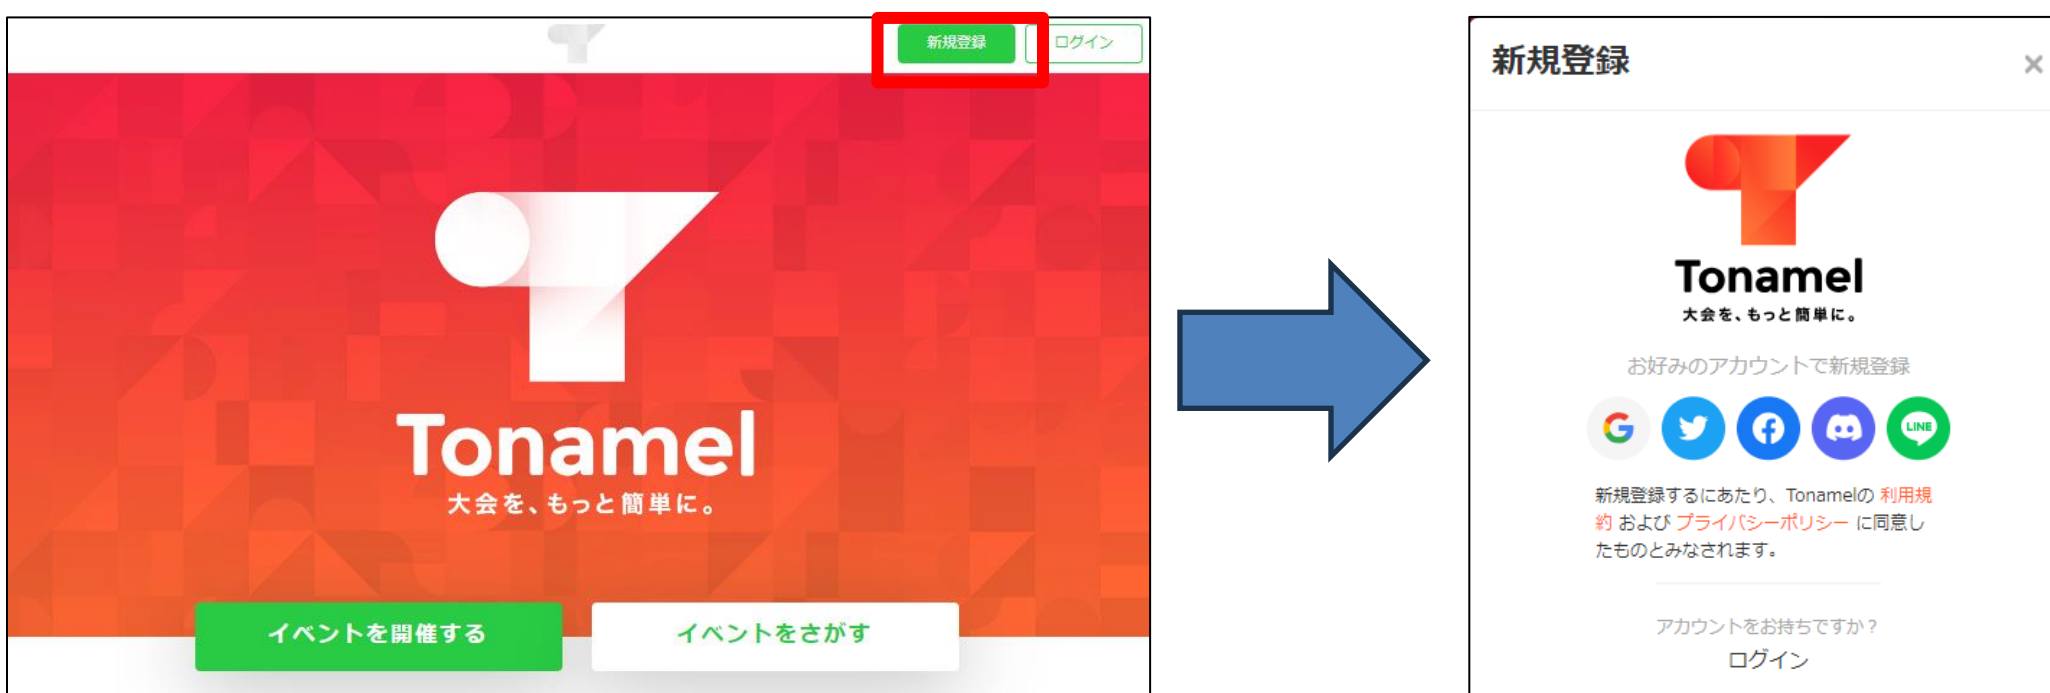 新規登録
ログイン
Tonamel
大会を、もっと簡単に。
イベントを開催する
イベントをさがす
新規登録
×
Tonamel
大会を、もっと簡単に。
お好みのアカウントで新規登録
LINE
新規登録するにあたり、Tonamelの 利用規
約 および プライバシーポリシー に同意し
たものとみなされます。
アカウントをお持ちですか？
ログイン